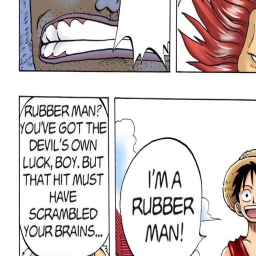 RUBBER MAN?
YOU'VE GOT THE
DEVIL'S OWN
LUCK, BOY. BUT
THAT HIT MUST
HAVE
SCRAMBLED
YOUR BRAINS...
I'M A
RUBBER
MAN!